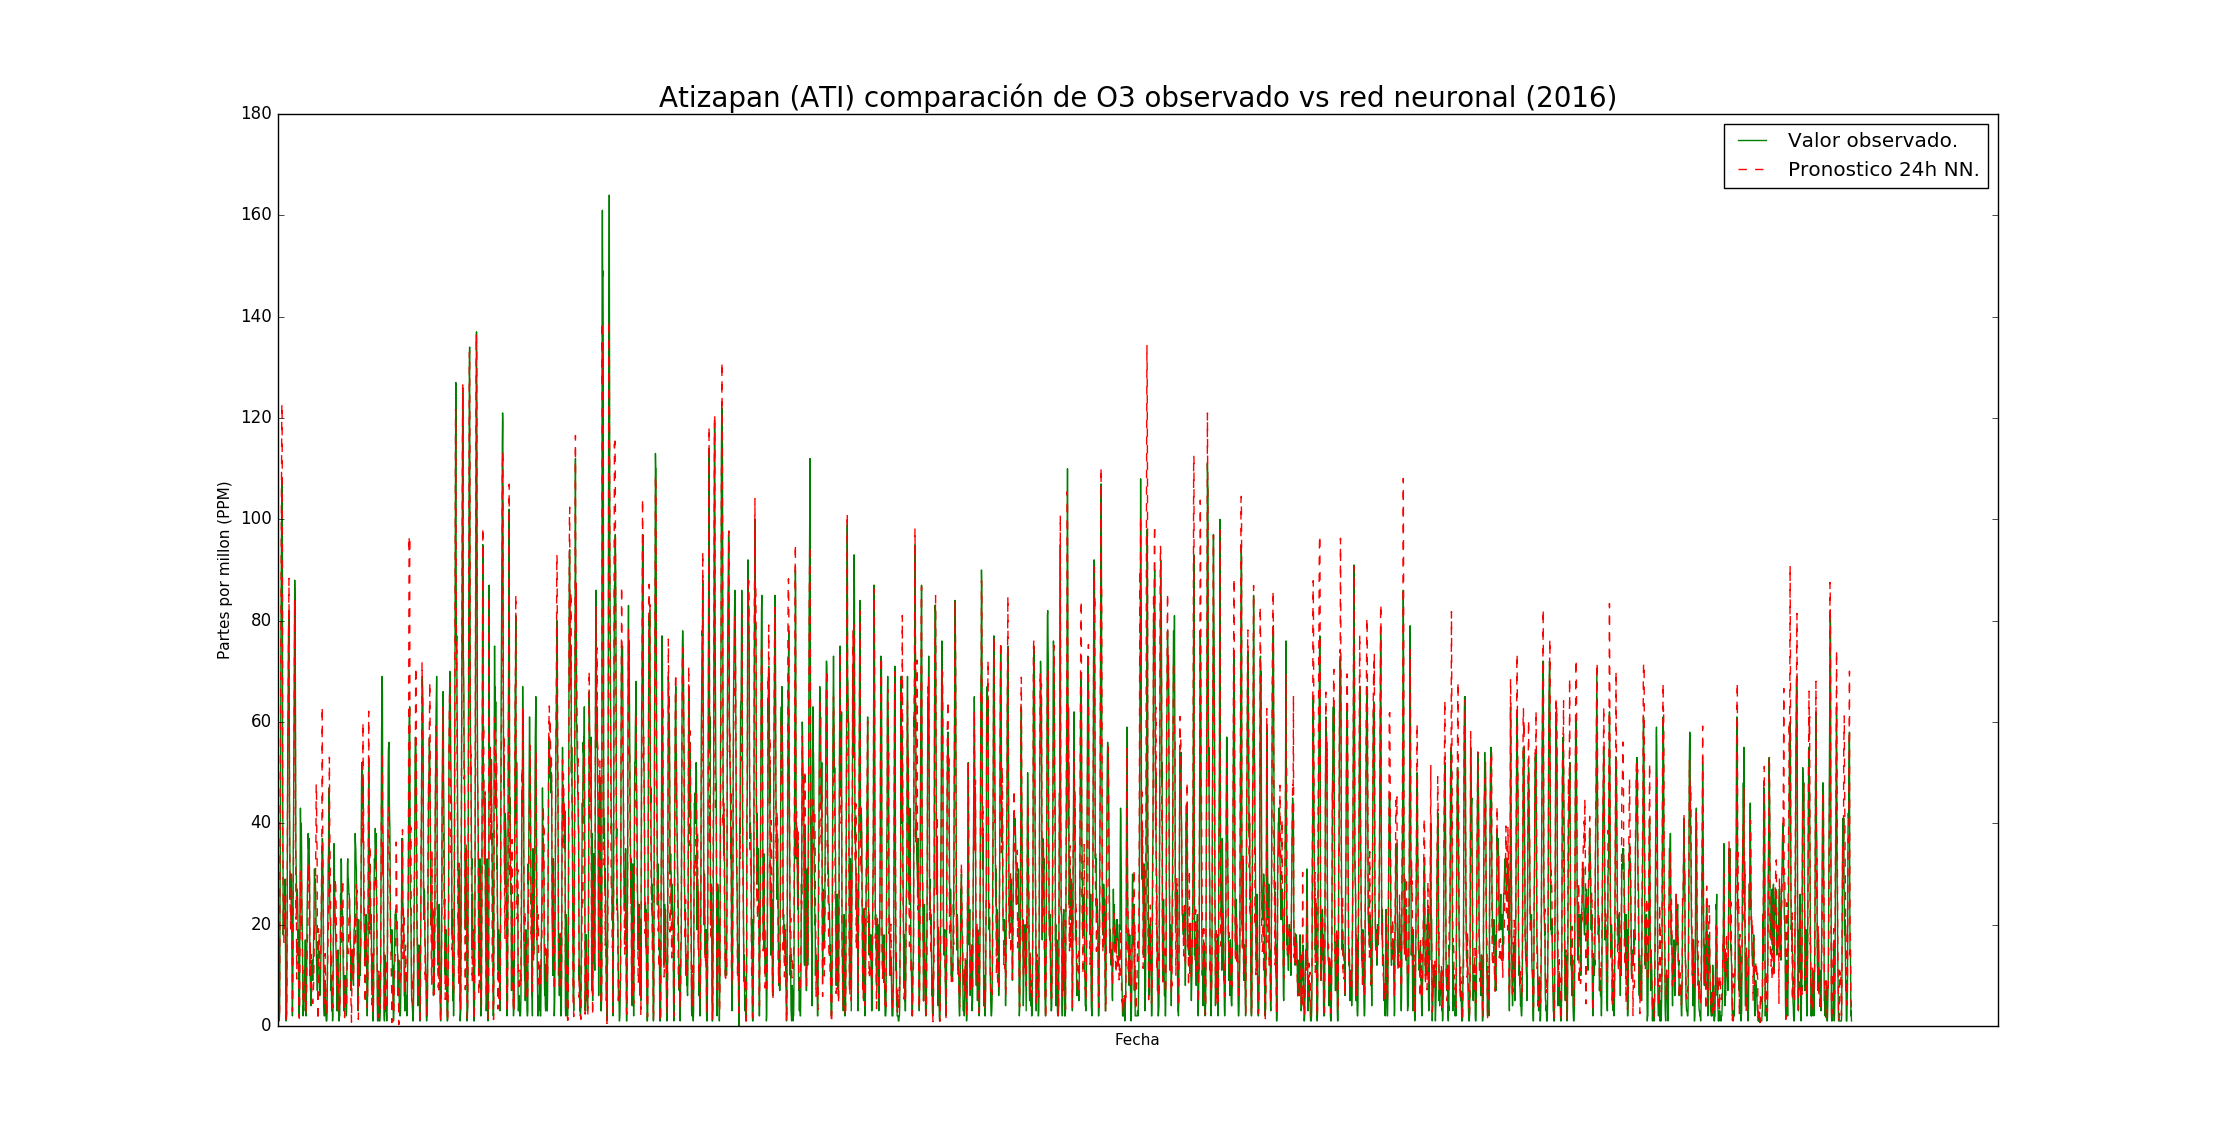 Atizapan (ATI) comparación de O3 observado vs red neuronal (2016)
180
160
140
120
100
80
60
40
20
0
Partes por millon (PPM)
Valor observado.
Pronostico 24h NN.
Fecha